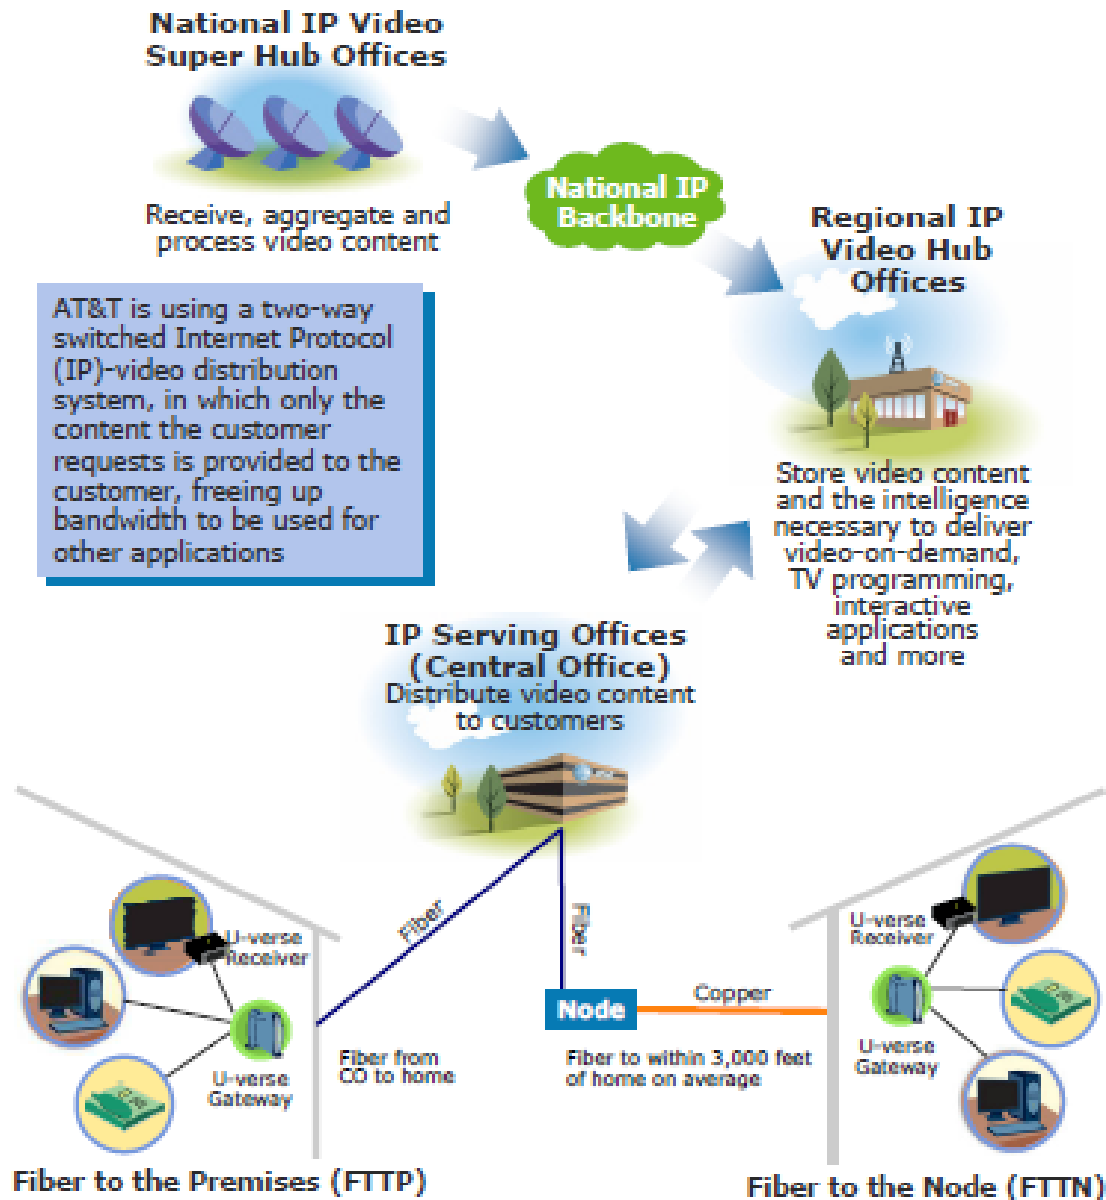 National IP Video
Super Hub Offices
Receive, aggregate and
process video content
National IP
Backbone
Regional IP
Video Hub
Offices
Store video content
and the intelligence
necessary to deliver
video-on-demand,
TV programming,
interactive
applications
and more
AT&T is using a two-way
switched Internet Protocol
(IP)-video distribution
system, in which only the
content the customer
requests is provided to the
customer, freeing up
bandwidth to be used for
other applications
IP Serving Offices
(Central Office)
Distribute video content
to customers
Fiber
Fiber
U-verse
Receiver
U-verse
Gateway
Fiber from
CO to home
Node
Copper
Fiber to within 3,000 feet
of home on average
U-verse
Receiver
U-verse
Gateway
Fiber to the Premises (FTTP)
Fiber to the Node (FTTN)